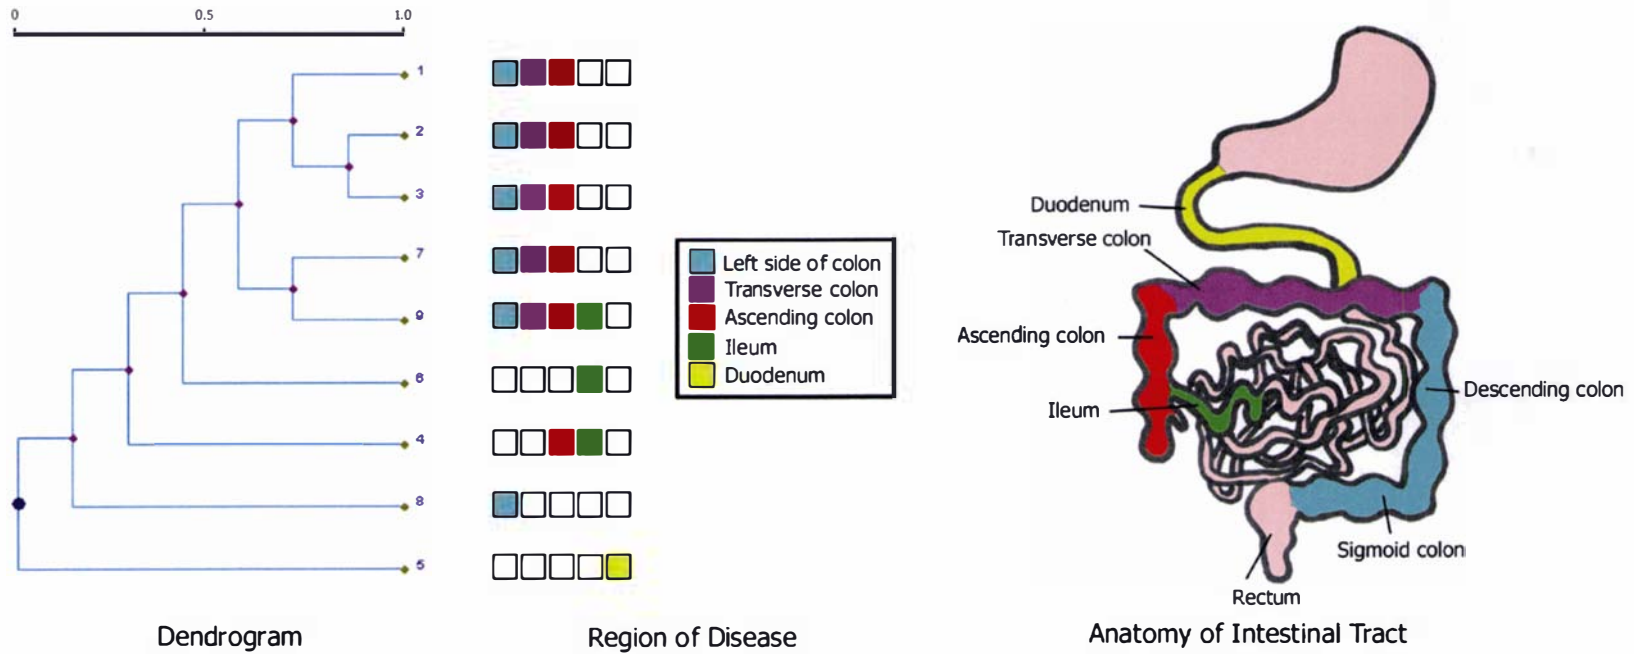 0 0.5 1.0
1
2
3
7
9
6
4
8
5
Dendrogram
Left side of colon
Transverse colon
Ascending colon
Ileum
Duodenum
Region of Disease
Duodenum
Transverse colon
Ascending colon
Ileum
Descending colon
Sigmoid colon
Rectum
Anatomy of Intestinal Tract